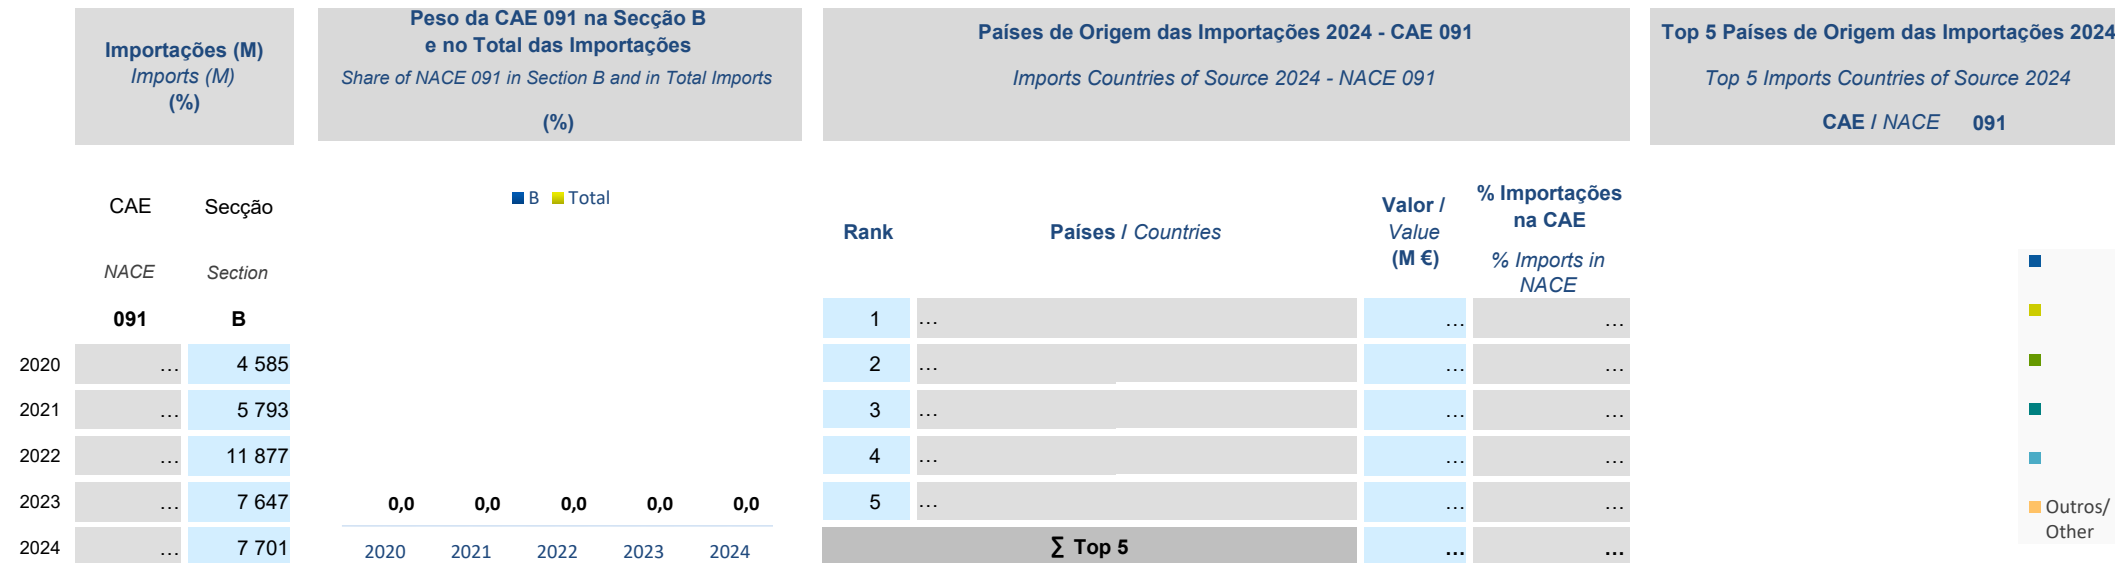 Importações (M)
Imports (M)
(%)
Peso da CAE 091 na Secção B
e no Total das Importações
Share of NACE 091 in Section B and in Total Imports
(%)
Países de Origem das Importações 2024 - CAE 091
Imports Countries of Source 2024 - NACE 091
Top 5 Países de Origem das Importações 2024
Top 5 Imports Countries of Source 2024
CAE / NACE 091
CAE Secção
NACE Section
091 B
2020 … 4 585
2021 … 5 793
2022 … 11 877
2023 … 7 647
2024 … 7 701
B Total
0,0 0,0 0,0 0,0 0,0
2020 2021 2022 2023 2024
Rank
Países / Countries
Valor /
Value
(M €)
% Importações
na CAE
% Imports in
NACE
1 … … …
2 … … …
3 … … …
4 … … …
5 … … …
∑ Top 5 … …
Outros/
Other